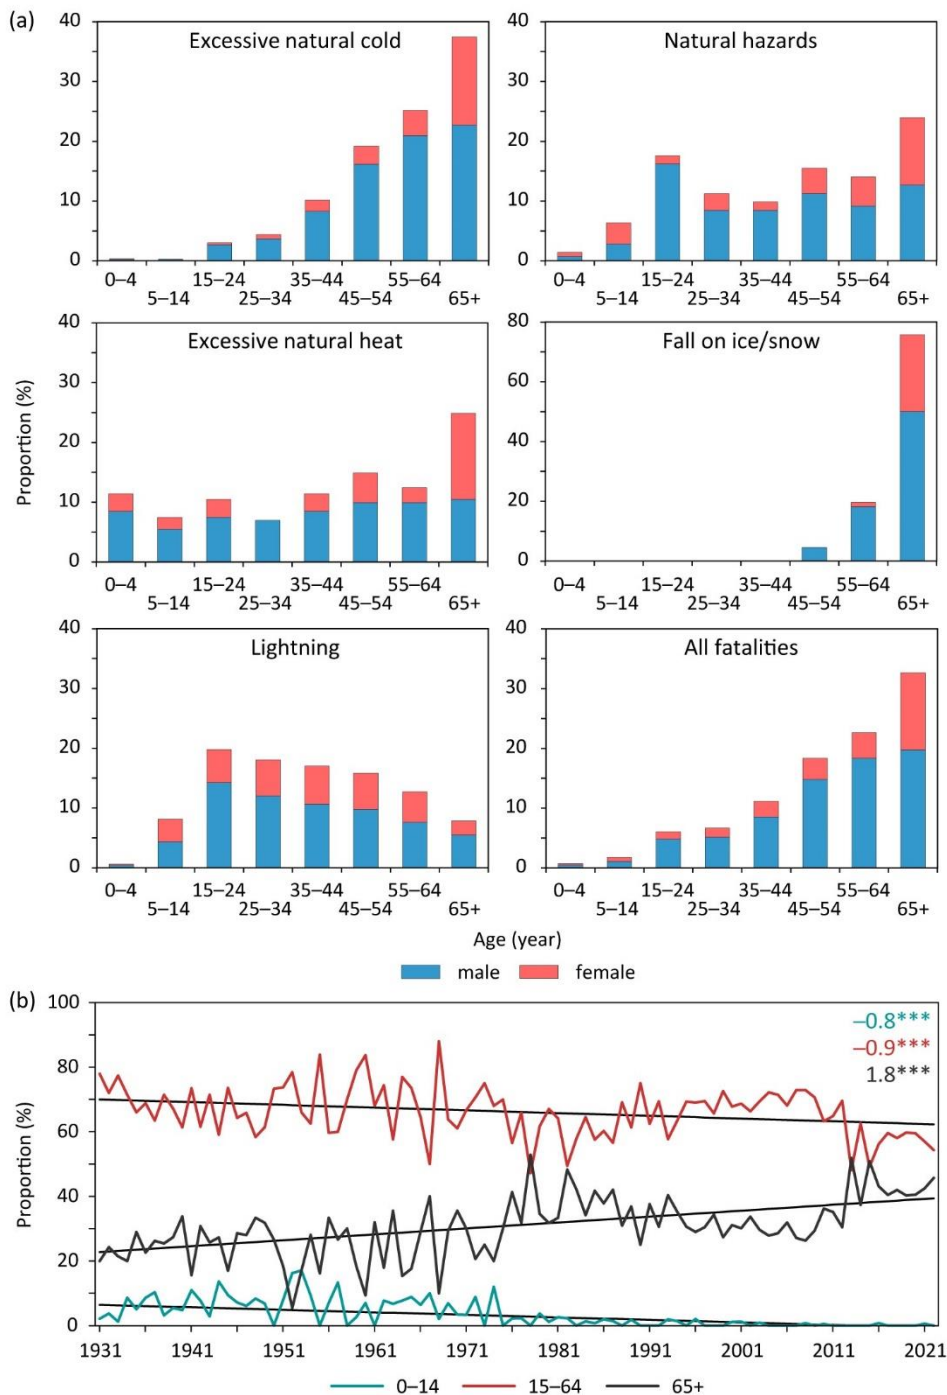 (a)
Excessive natural cold
40
30
20
10
0
0–4 15–24 35–44 55–64
5–14 25–34 45–54 65+
Natural hazards
40
30
20
10
0
0–4 15–24 35–44 55–64
5–14 25–34 45–54 65+
Proportion (%)
Excessive natural heat
40
30
20
10
0
0–4 15–24 35–44 55–64
5–14 25–34 45–54 65+
Fall on ice/snow
80
60
40
20
0
0–4 15–24 35–44 55–64
5–14 25–34 45–54 65+
Lightning
40
30
20
10
0
0–4 15–24 35–44 55–64
5–14 25–34 45–54 65+
All fatalities
40
30
20
10
0
0–4 15–24 35–44 55–64
5–14 25–34 45–54 65+
Age (year)
male female
(b)
Proportion (%)
100
80
60
40
20
0
–0.8***
–0.9***
1.8***
1931 1941 1951 1961 1971 1981 1991 2001 2011 2021
0–14 15–64 65+